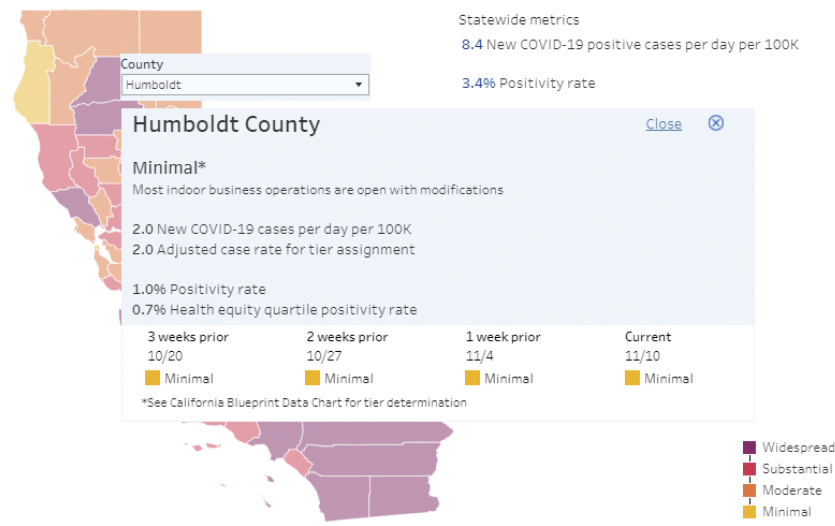 Statewide metrics
8.4 New COVID-19 positive cases per day per 100K
3.4% Positivity rate
County
Humboldt
Humboldt County
Close
Minimal*
Most indoor business operations are open with modifications
2.0 New COVID-19 cases per day per 100K
2.0 Adjusted case rate for tier assignment
1.0% Positivity rate
0.7% Health equity quartile positivity rate
3 weeks prior
10/20
Minimal
2 weeks prior
10/27
Minimal
1 week prior
11/4
Minimal
Current
11/10
Minimal
*See California Blueprint Data Chart for tier determination
Widespread
Substantial
Moderate
Minimal